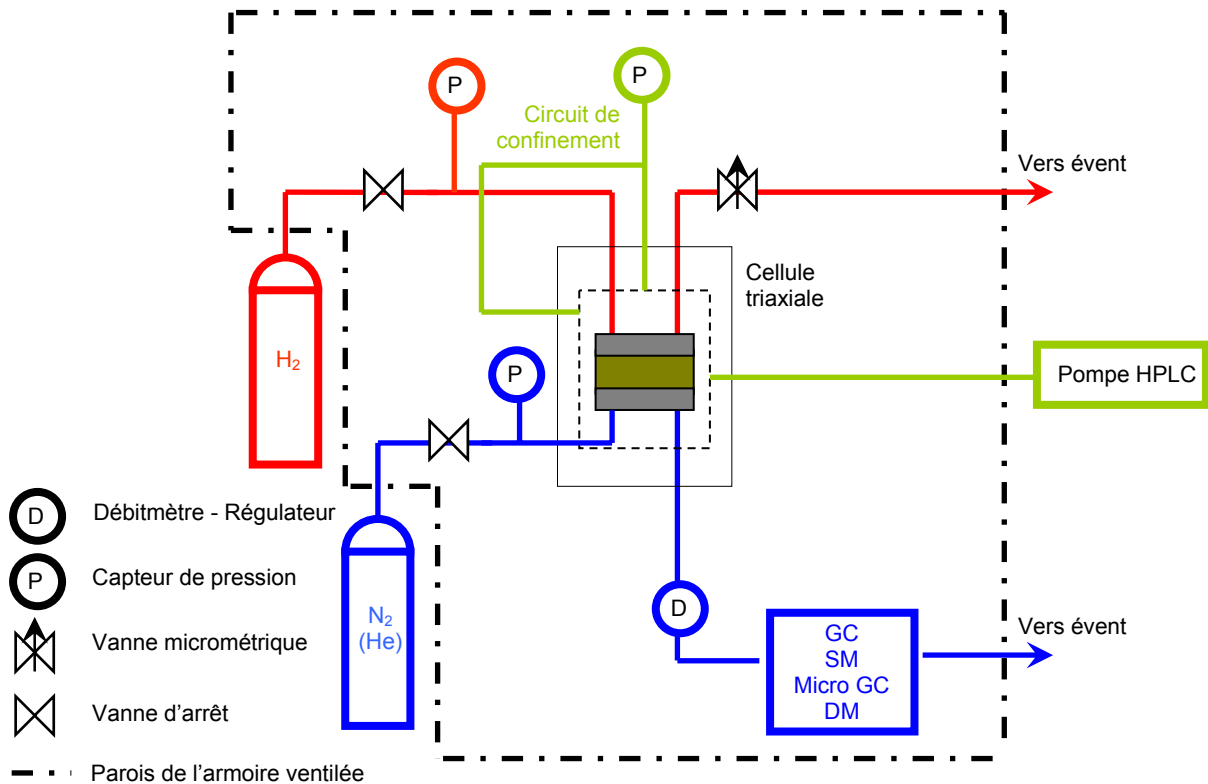 P
P
Circuit de
confinement
Vers évent
Cellule
triaxiale
H₂
P
Pompe HPLC
D
Débitmètre - Régulateur
P
Capteur de pression
N₂
(He)
D
Vanne micrométrique
GC
SM
Micro GC
DM
Vers évent
Vanne d'arrêt
Parois de l'armoire ventilée